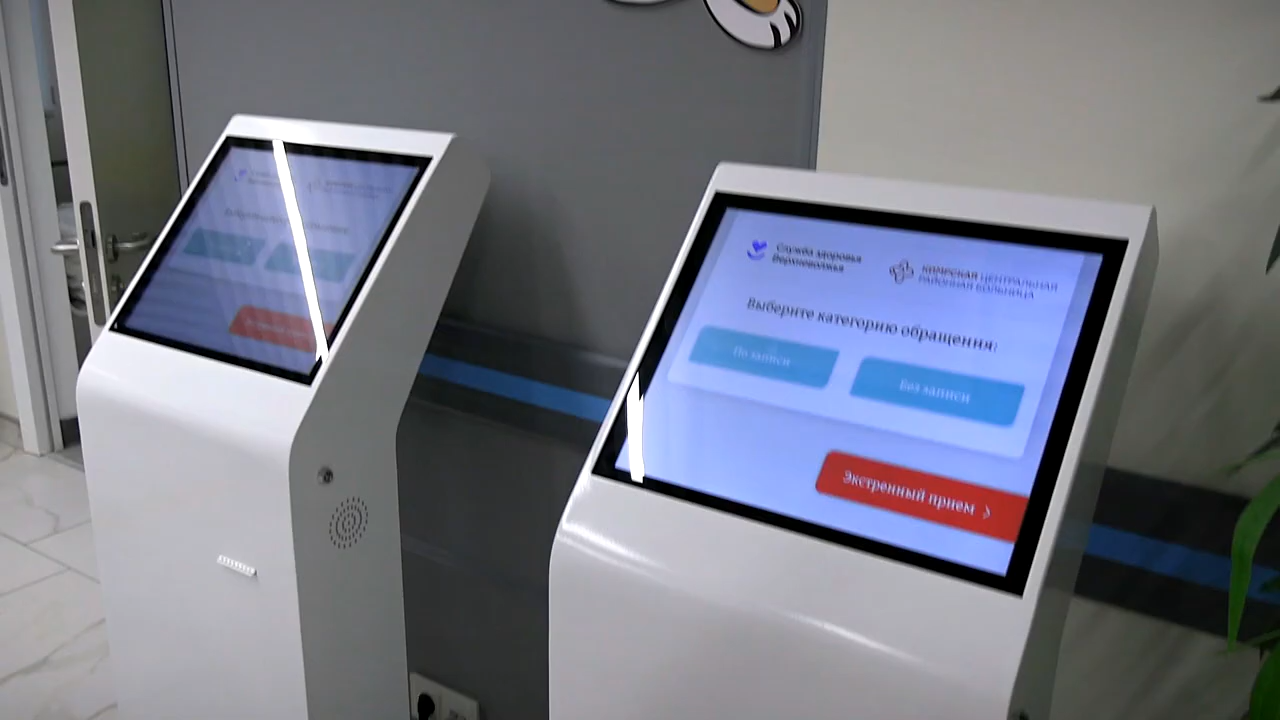 Служба здоровья
Верхневолжья
КИМРСКАЯ ЦЕНТРАЛЬНАЯ
РАЙОННАЯ БОЛЬНИЦА
Выберите категорию обращения:
По записи
Без записи
Экстренный прием